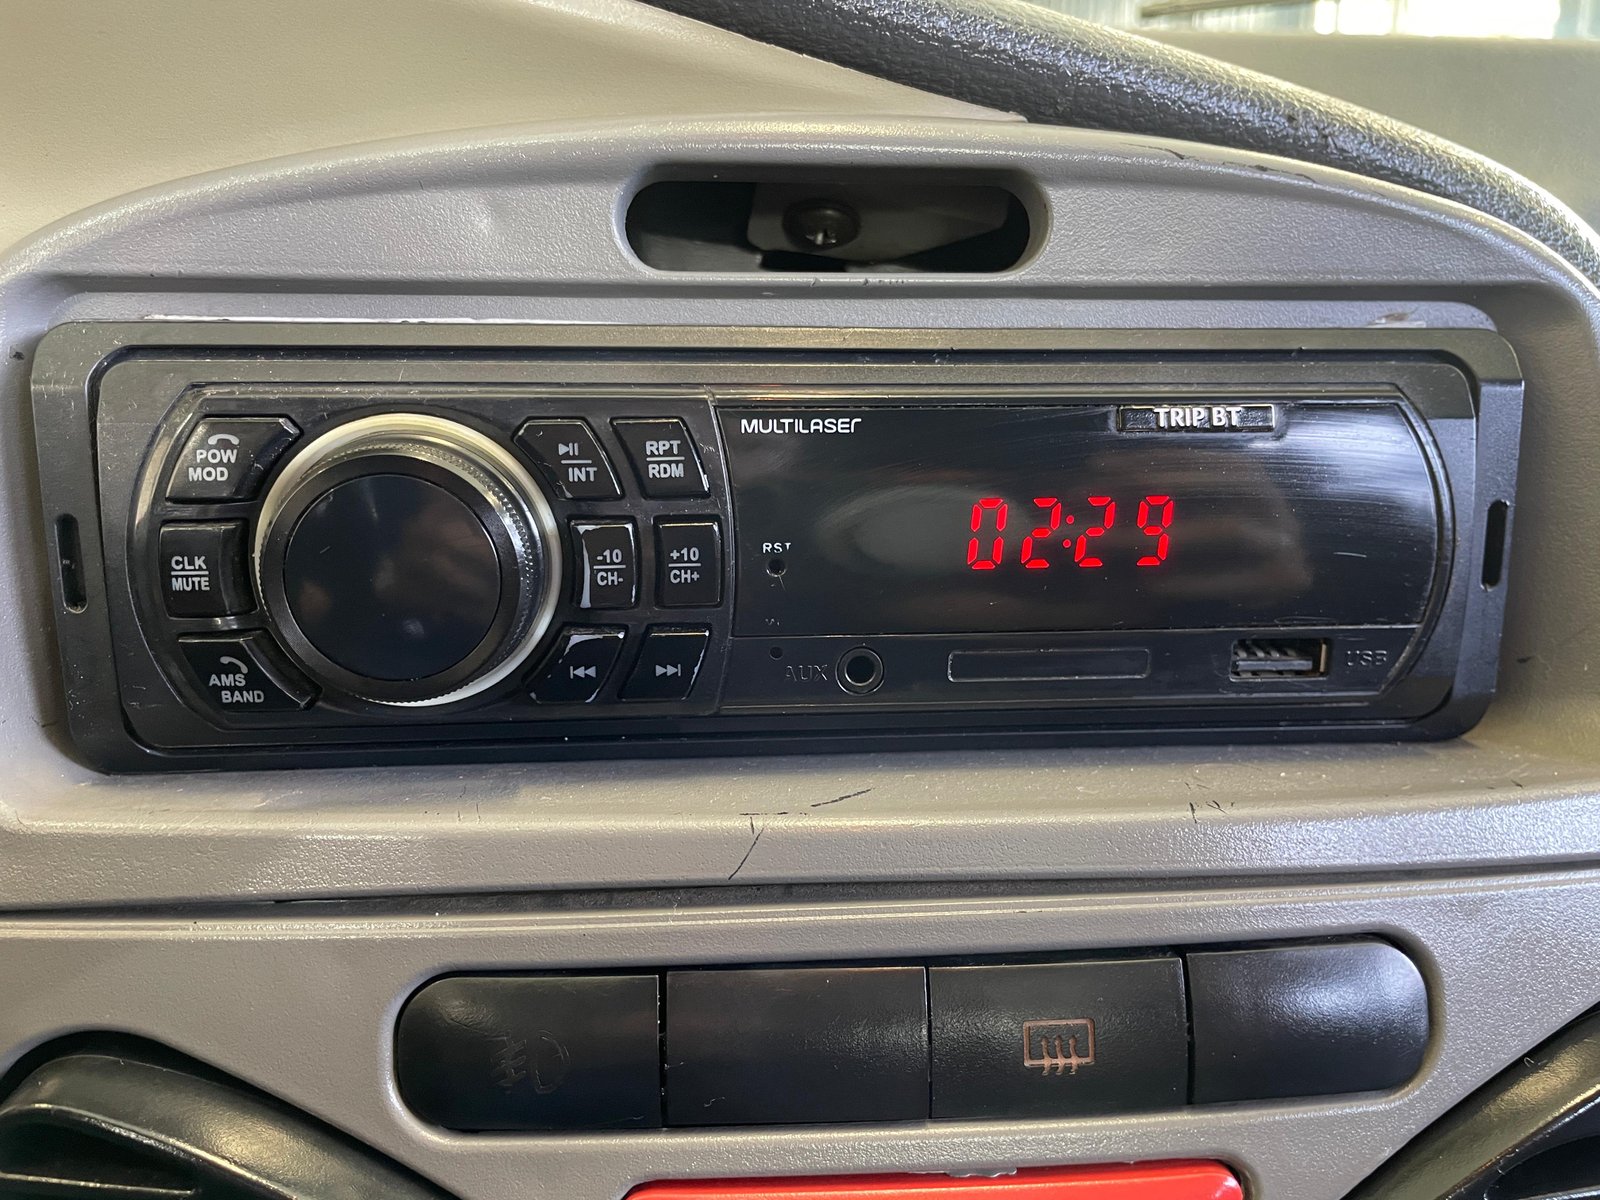 MULTILASER
TRIP BT
POW
MOD
INT
RPT
RDM
02:29
CLK
MUTE
-10
CH-
+10
CH+
RST
AMS
BAND
AUX
USB